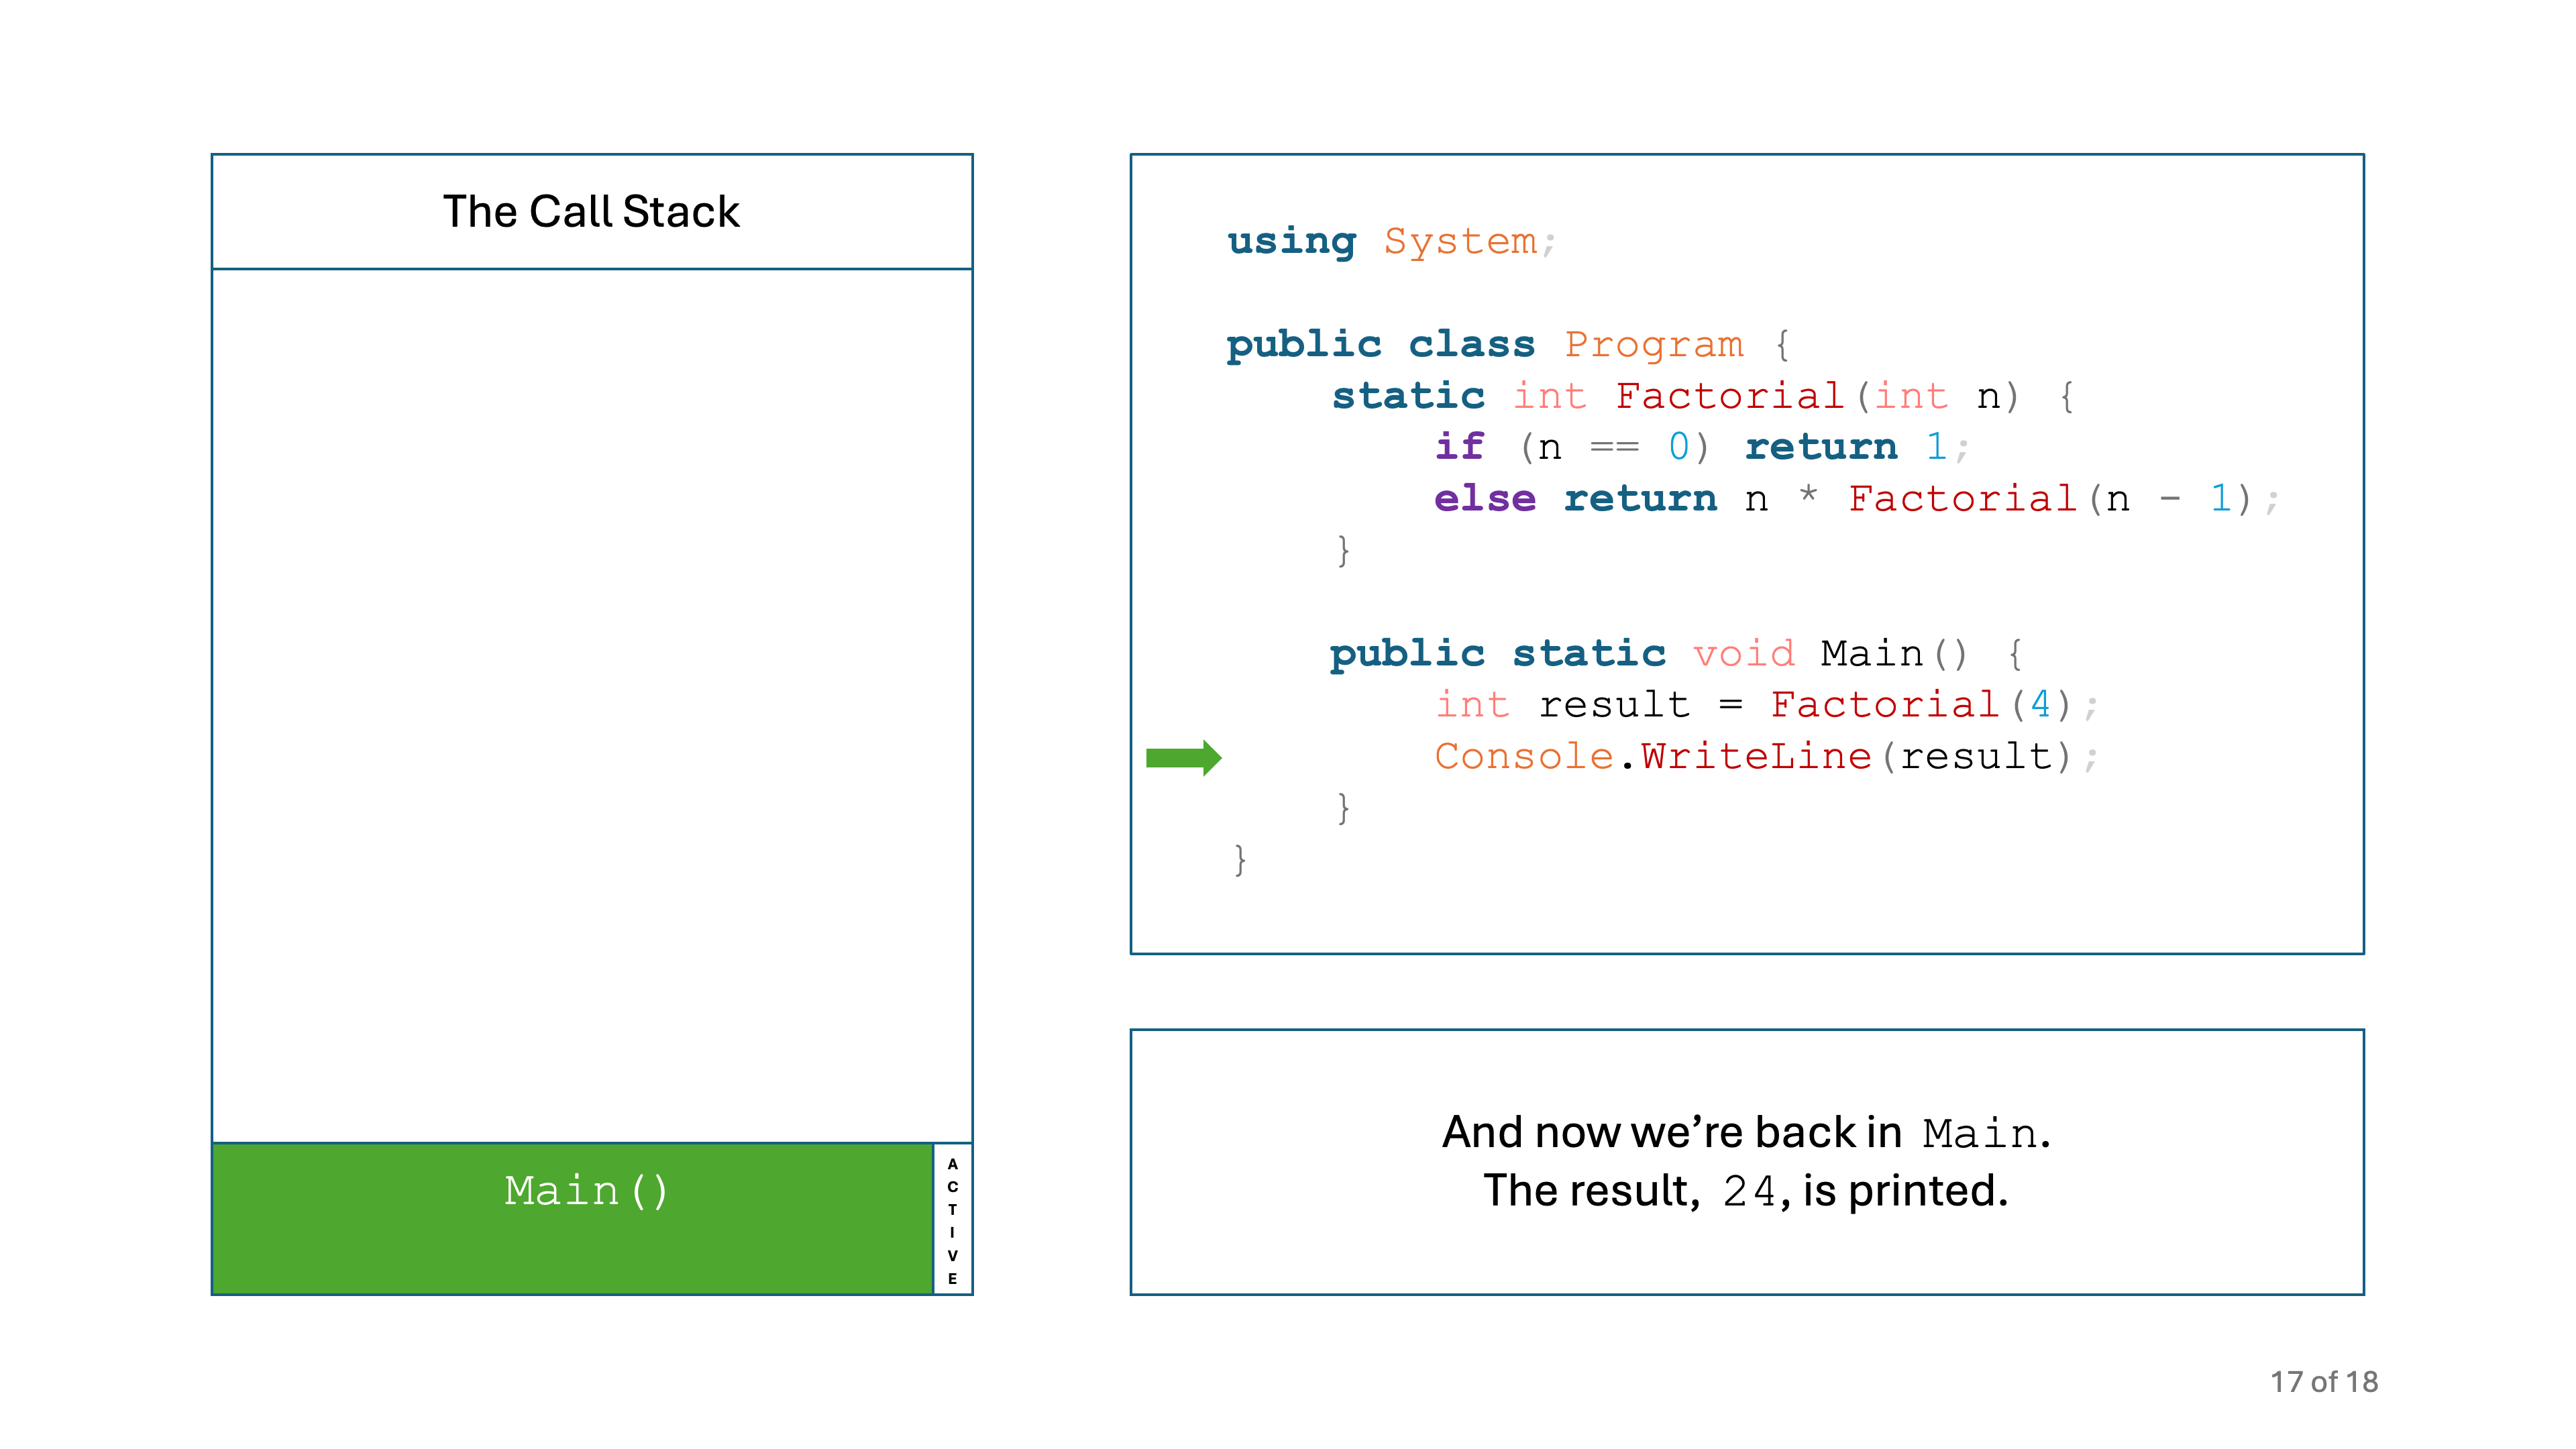 The Call Stack
Main()
ACTIVE
using System;
public class Program {
static int Factorial(int n) {
if (n == 0) return 1;
else return n * Factorial(n - 1);
}
public static void Main() {
int result = Factorial(4);
Console.WriteLine(result);
}
}
And now we’re back in Main.
The result, 24, is printed.
17 of 18